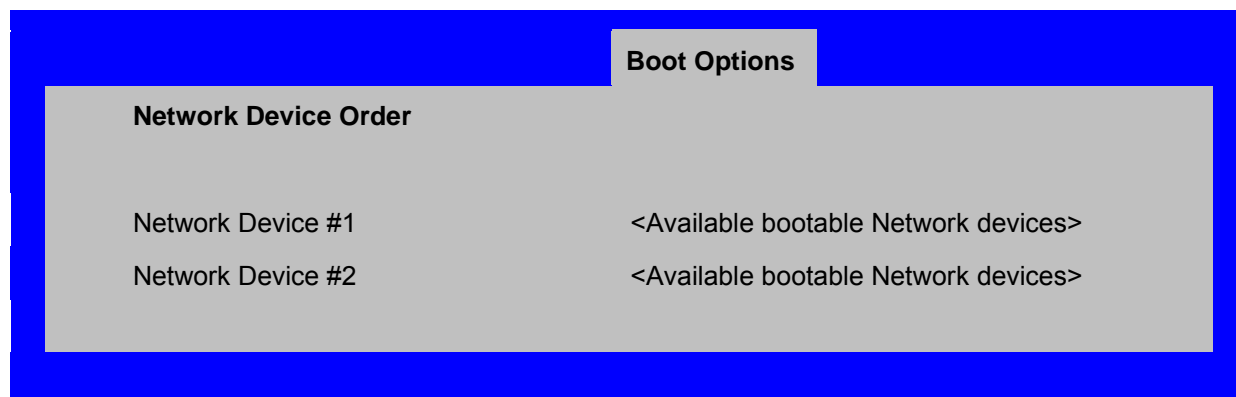 Boot Options
Network Device Order
Network Device #1 <Available bootable Network devices>
Network Device #2 <Available bootable Network devices>